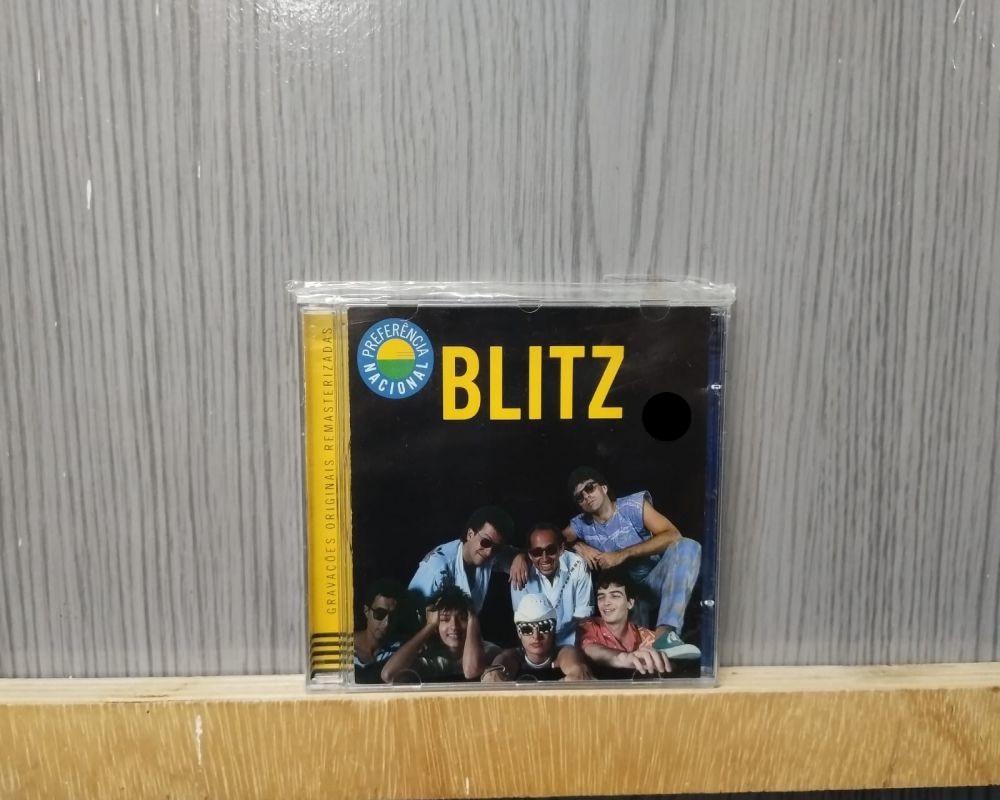 PREFERÊNCIA
NACIONAL
BLITZ
GRAVAÇÕES ORIGINAIS REMASTERIZADAS